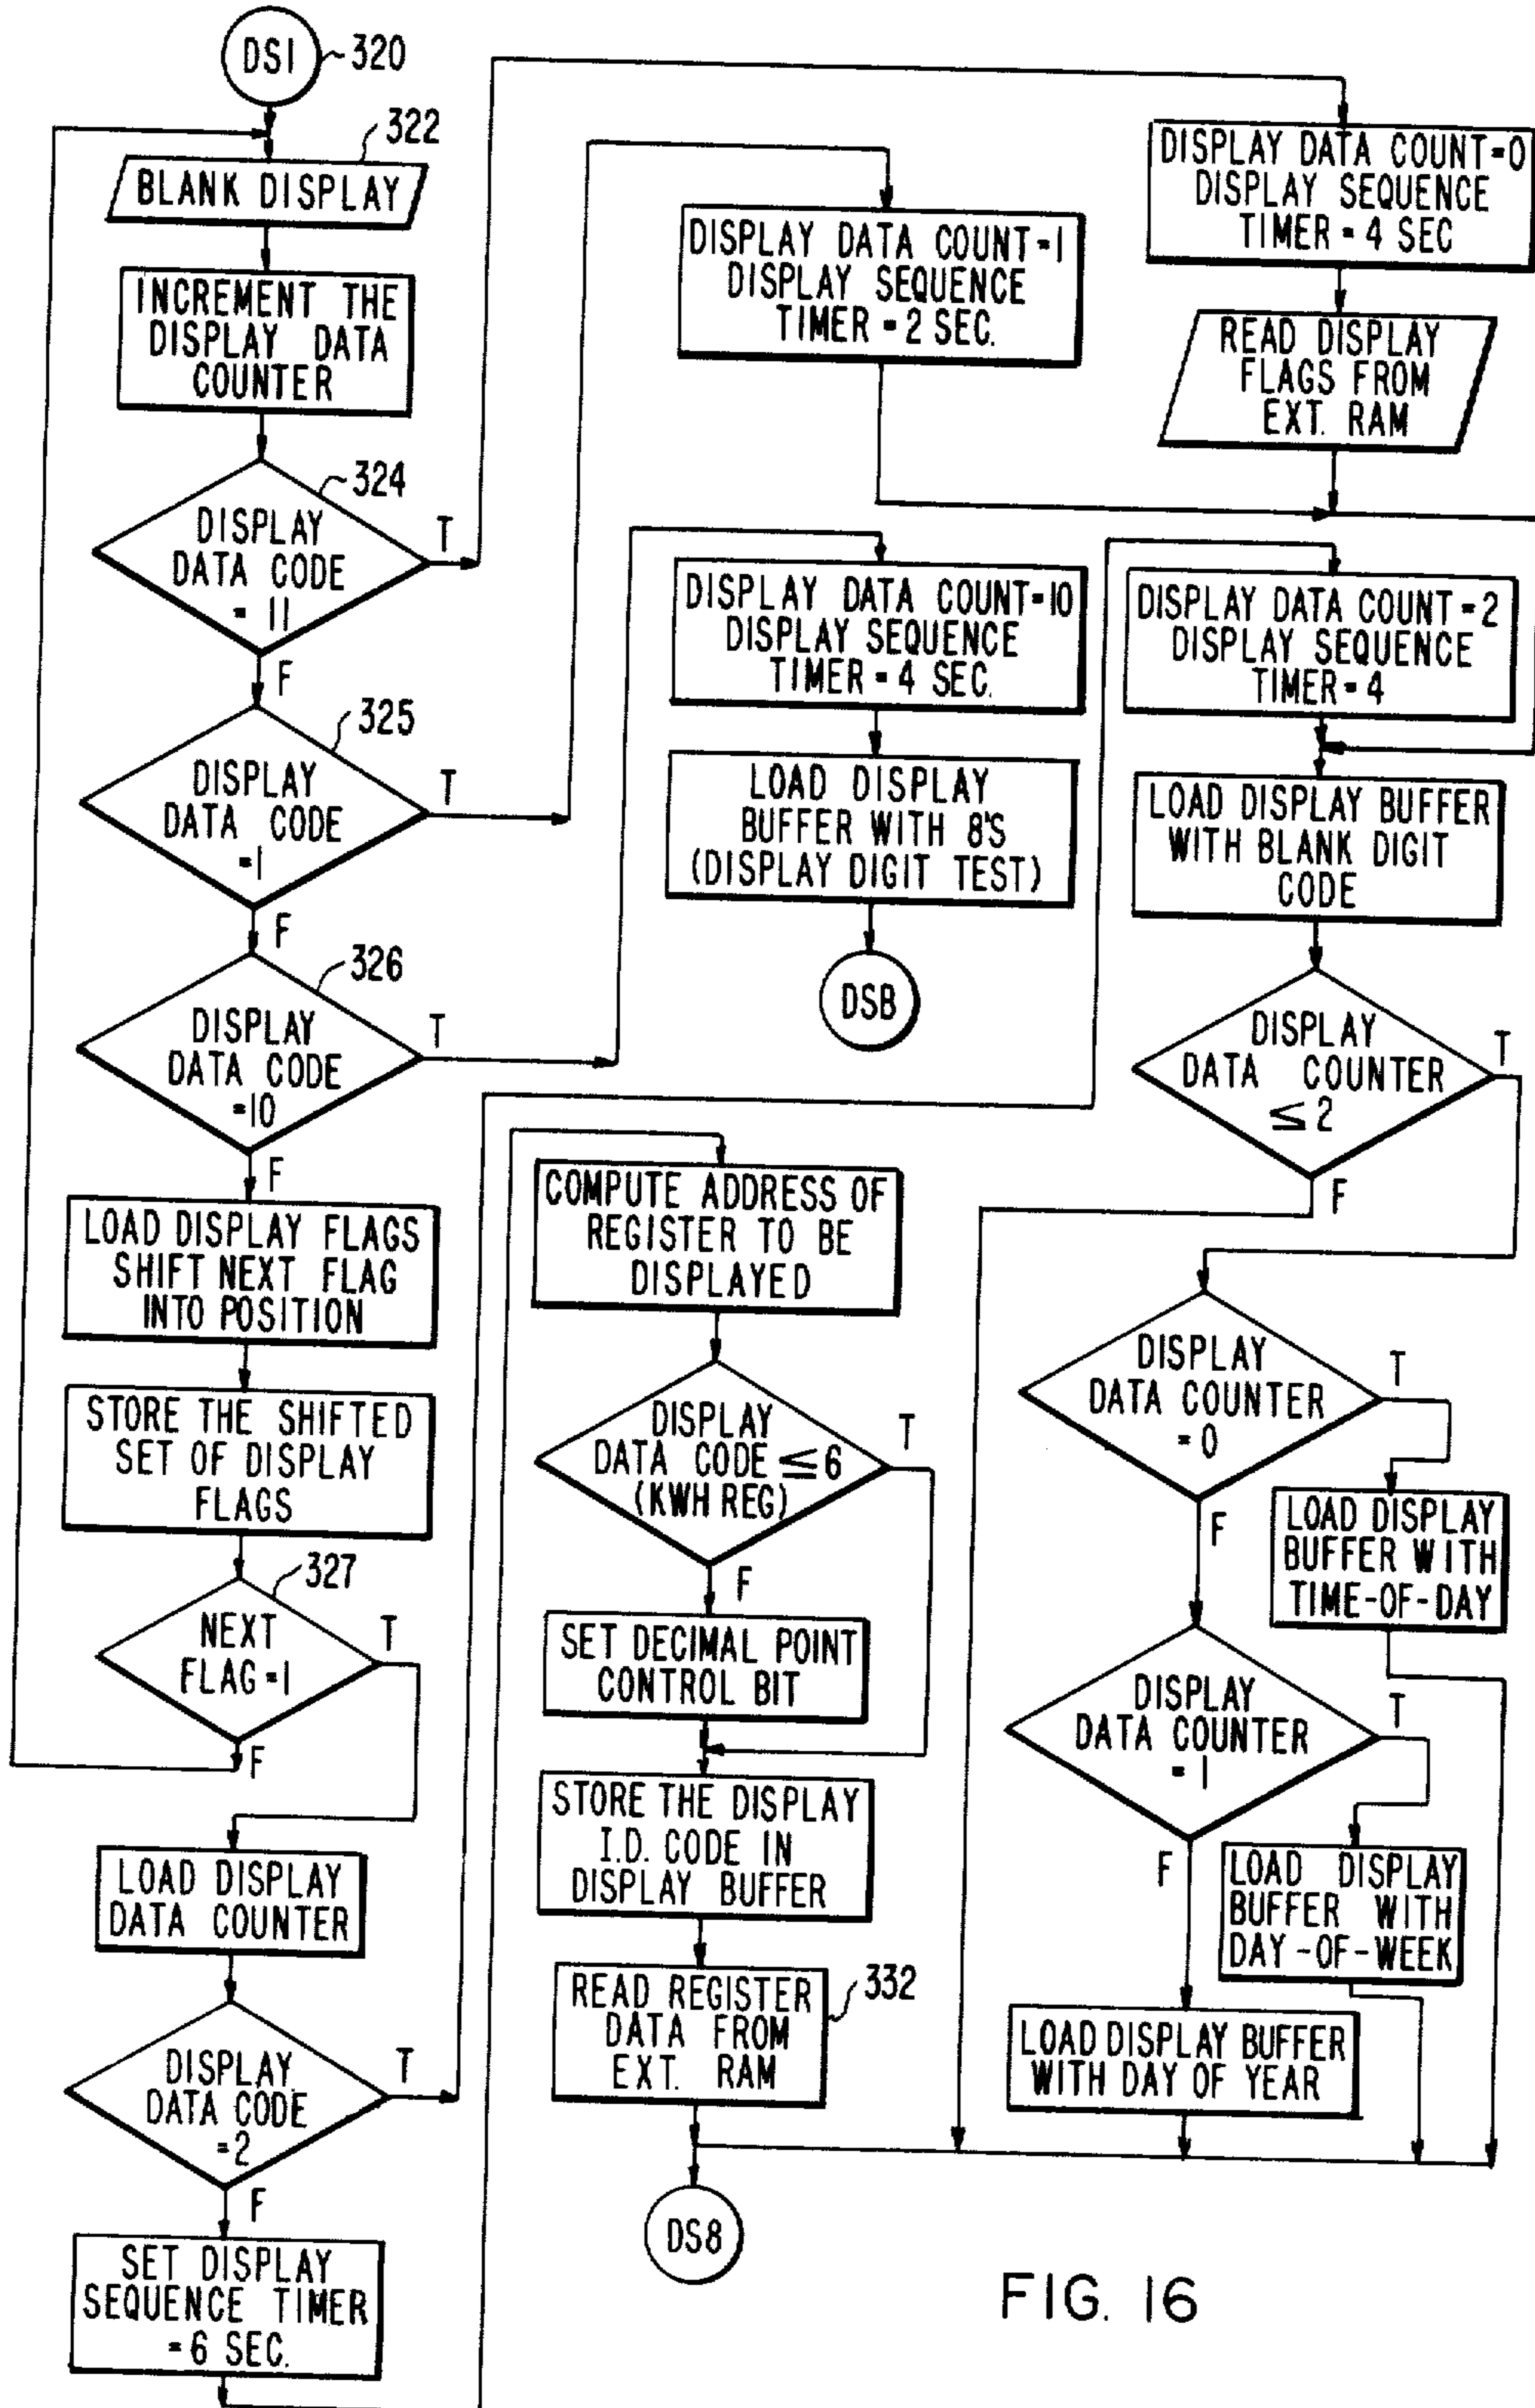 DS1
320
322
BLANK DISPLAY
INCREMENT THE
DISPLAY DATA
COUNTER
324
DISPLAY
DATA CODE
= 11
T
F
325
DISPLAY
DATA CODE
=1
T
F
326
DISPLAY
DATA CODE
=10
T
F
LOAD DISPLAY FLAGS
SHIFT NEXT FLAG
INTO POSITION
STORE THE SHIFTED
SET OF DISPLAY
FLAGS
327
NEXT
FLAG=1
T
F
LOAD DISPLAY
DATA COUNTER
DISPLAY
DATA CODE
=2
T
F
SET DISPLAY
SEQUENCE TIMER
=6 SEC.
DISPLAY DATA COUNT=1
DISPLAY SEQUENCE
TIMER = 2 SEC.
DISPLAY DATA COUNT=10
DISPLAY SEQUENCE
TIMER = 4 SEC.
LOAD DISPLAY
BUFFER WITH 8'S
(DISPLAY DIGIT TEST)
DSB
COMPUTE ADDRESS OF
REGISTER TO BE
DISPLAYED
DISPLAY
DATA CODE ≤6
(KWH REG)
T
F
SET DECIMAL POINT
CONTROL BIT
STORE THE DISPLAY
I.D. CODE IN
DISPLAY BUFFER
READ REGISTER
DATA FROM
EXT. RAM
332
DS8
DISPLAY DATA COUNT=0
DISPLAY SEQUENCE
TIMER = 4 SEC
READ DISPLAY
FLAGS FROM
EXT. RAM
DISPLAY DATA COUNT=2
DISPLAY SEQUENCE
TIMER=4
LOAD DISPLAY BUFFER
WITH BLANK DIGIT
CODE
DISPLAY
DATA COUNTER
≤ 2
T
F
DISPLAY
DATA COUNTER
= 0
T
F
LOAD DISPLAY
BUFFER WITH
TIME-OF-DAY
DISPLAY
DATA COUNTER
= 1
T
F
LOAD DISPLAY
BUFFER WITH
DAY-OF-WEEK
LOAD DISPLAY BUFFER
WITH DAY OF YEAR
FIG. 16